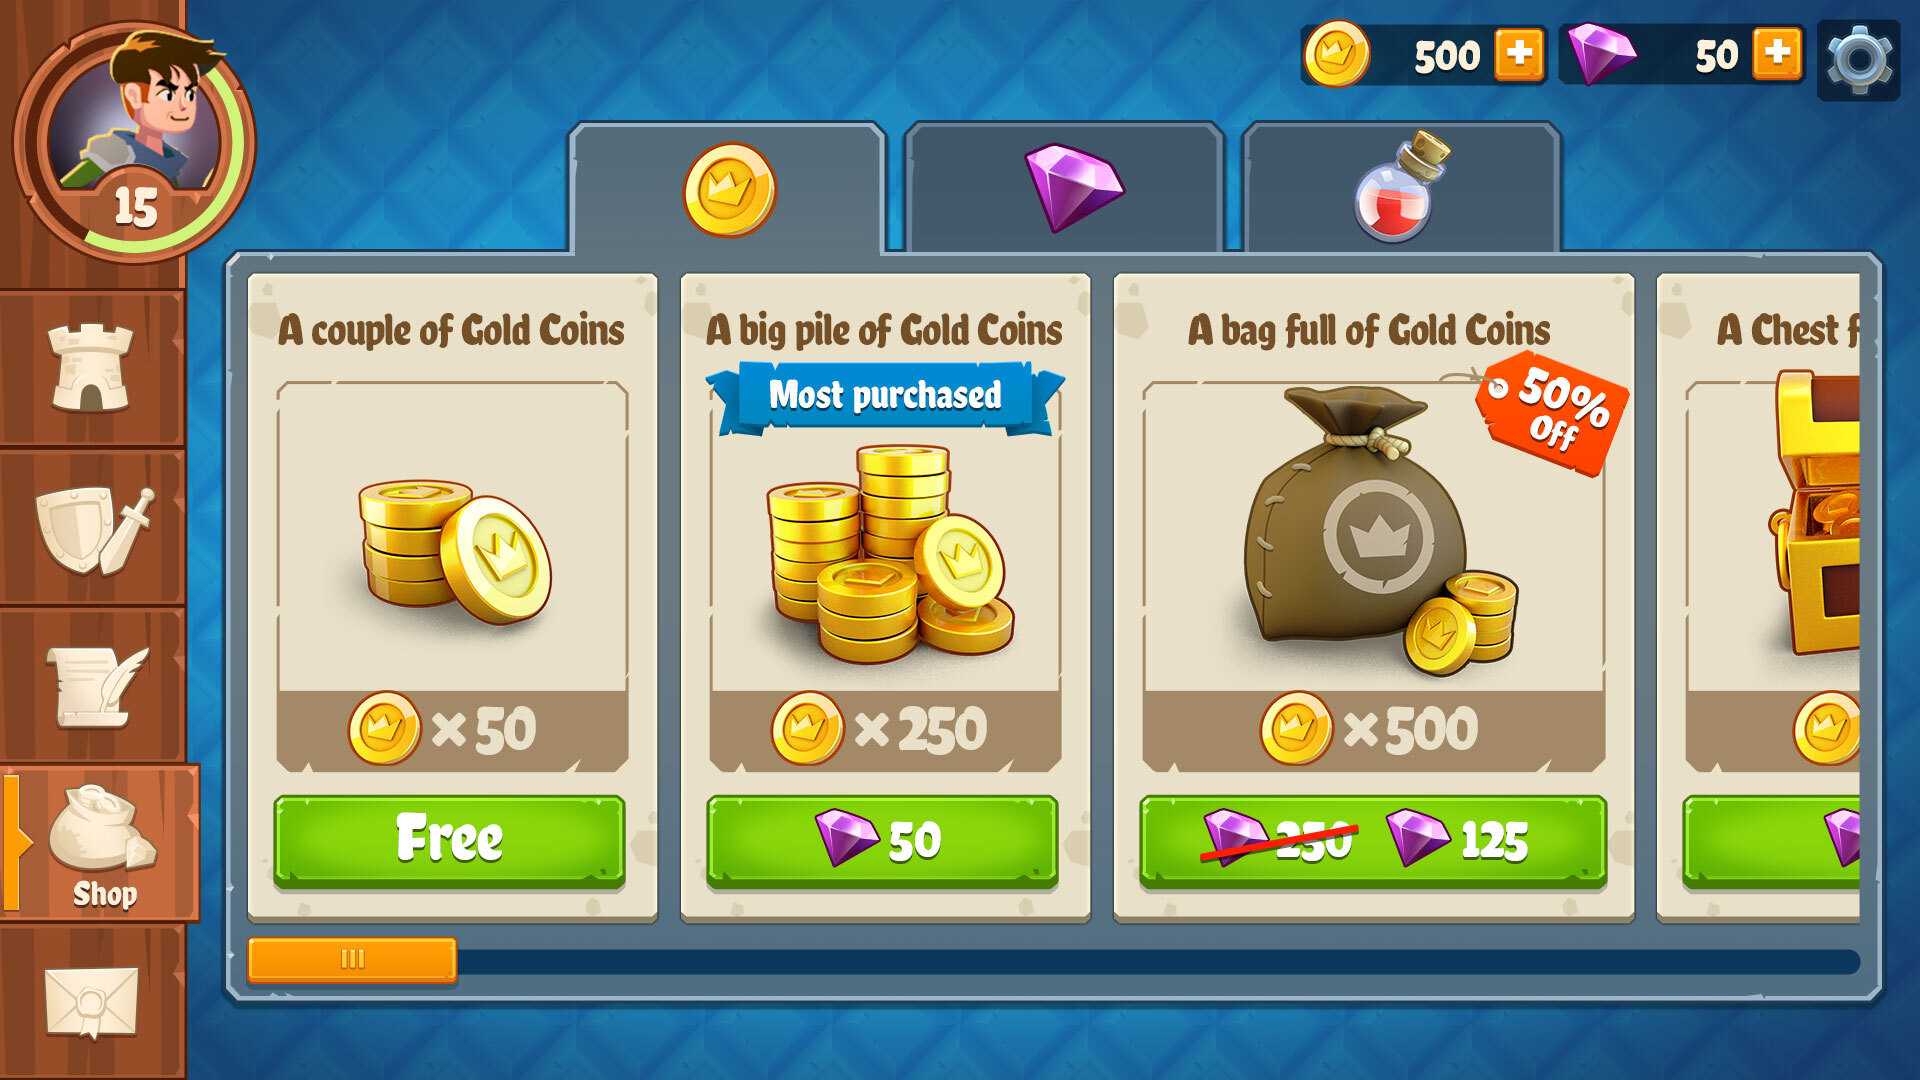 15
500
50
A couple of Gold Coins
×50
Free
A big pile of Gold Coins
Most purchased
×250
50
A bag full of Gold Coins
50%
Off
×500
250 125
A Chest
Shop